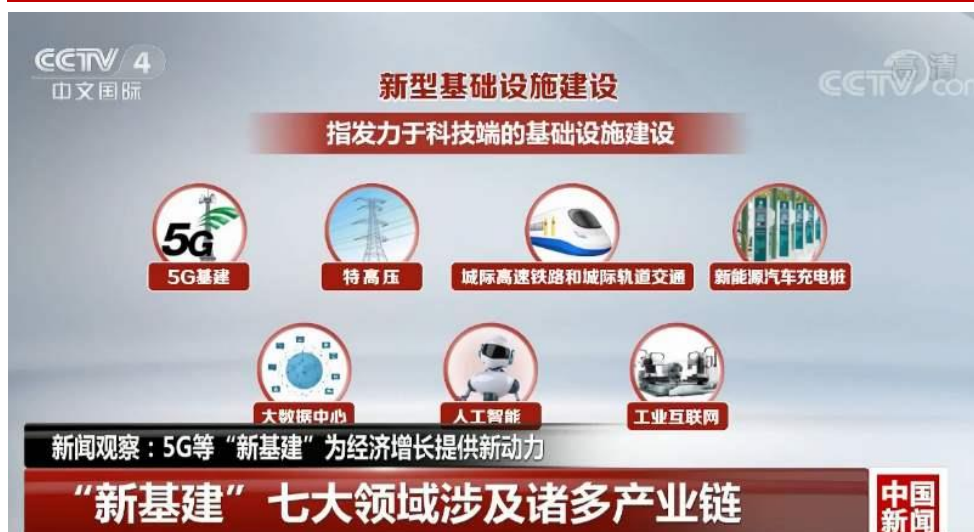 CCTV 4
中文国际
高清
CCTV.com
新型基础设施建设
指发力于科技端的基础设施建设
5G
5G基建
特高压
城际高速铁路和城际轨道交通
新能源汽车充电桩
大数据中心
人工智能
工业互联网
新闻观察：5G等“新基建”为经济增长提供新动力
“新基建”七大领域涉及诸多产业链
中国
新闻